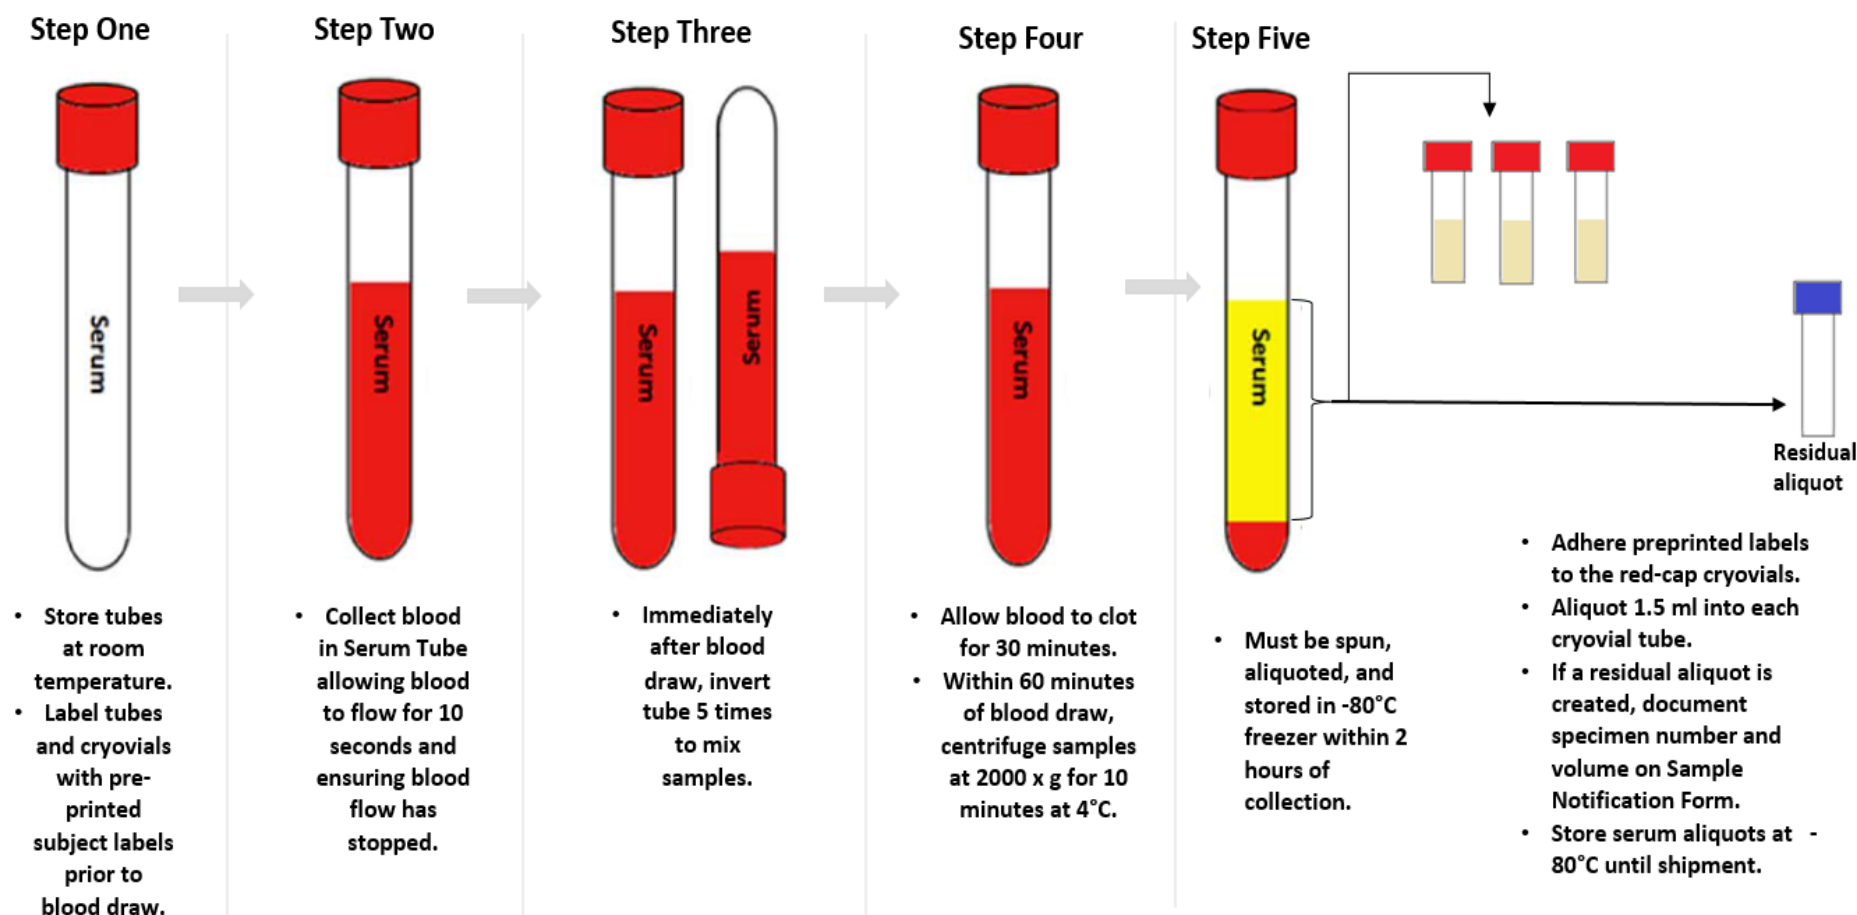 Step One
Serum
• Store tubes
at room
temperature.
• Label tubes
and cryovials
with pre-
printed
subject labels
prior to
blood draw.
Step Two
Serum
• Collect blood
in Serum Tube
allowing blood
to flow for 10
seconds and
ensuring blood
flow has
stopped.
Step Three
Serum
Serum
• Immediately
after blood
draw, invert
tube 5 times
to mix
samples.
Step Four
Serum
• Allow blood to clot
for 30 minutes.
• Within 60 minutes
of blood draw,
centrifuge samples
at 2000 x g for 10
minutes at 4°C.
Step Five
Serum
• Must be spun,
aliquoted, and
stored in -80°C
freezer within 2
hours of
collection.
Residual
aliquot
• Adhere preprinted labels
to the red-cap cryovials.
• Aliquot 1.5 ml into each
cryovial tube.
• If a residual aliquot is
created, document
specimen number and
volume on Sample
Notification Form.
• Store serum aliquots at -
80°C until shipment.